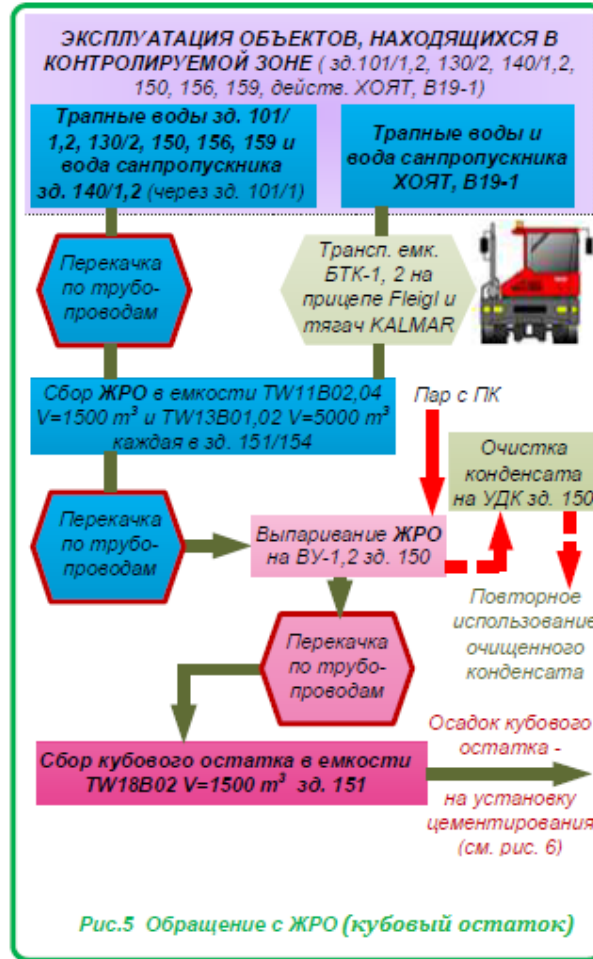 ЭКСПЛУАТАЦИЯ ОБЪЕКТОВ, НАХОДЯЩИХСЯ В
КОНТРОЛИРУЕМОЙ ЗОНЕ ( зд.101/1,2, 130/2, 140/1,2,
150, 156, 159, действ. ХОЯТ, В19-1)
Трапные воды зд. 101/
1,2, 130/2, 150, 156, 159 и
вода санпропускника
зд. 140/1,2 (через зд. 101/1)
Трапные воды и
вода санпропускника
ХОЯТ, В19-1
Перекачка
по трубо-
проводам
Трансп. емк.
БТК-1, 2 на
прицепе Fleigl и
тягач KALMAR
Сбор ЖРО в емкости TW11B02,04
V=1500 m³ и TW13B01,02 V=5000 m³
каждая в зд. 151/154
Пар с ПК
Очистка
конденсата
на УДК зд. 150
Перекачка
по трубо-
проводам
Выпаривание ЖРО
на ВУ-1,2 зд. 150
Повторное
использование
очищенного
конденсата
Перекачка
по трубо-
проводам
Сбор кубового остатка в емкости
TW18B02 V=1500 m³ зд. 151
Осадок кубового
остатка -
на установку
цементирования
(см. рис. 6)
Рис.5 Обращение с ЖРО (кубовый остаток)